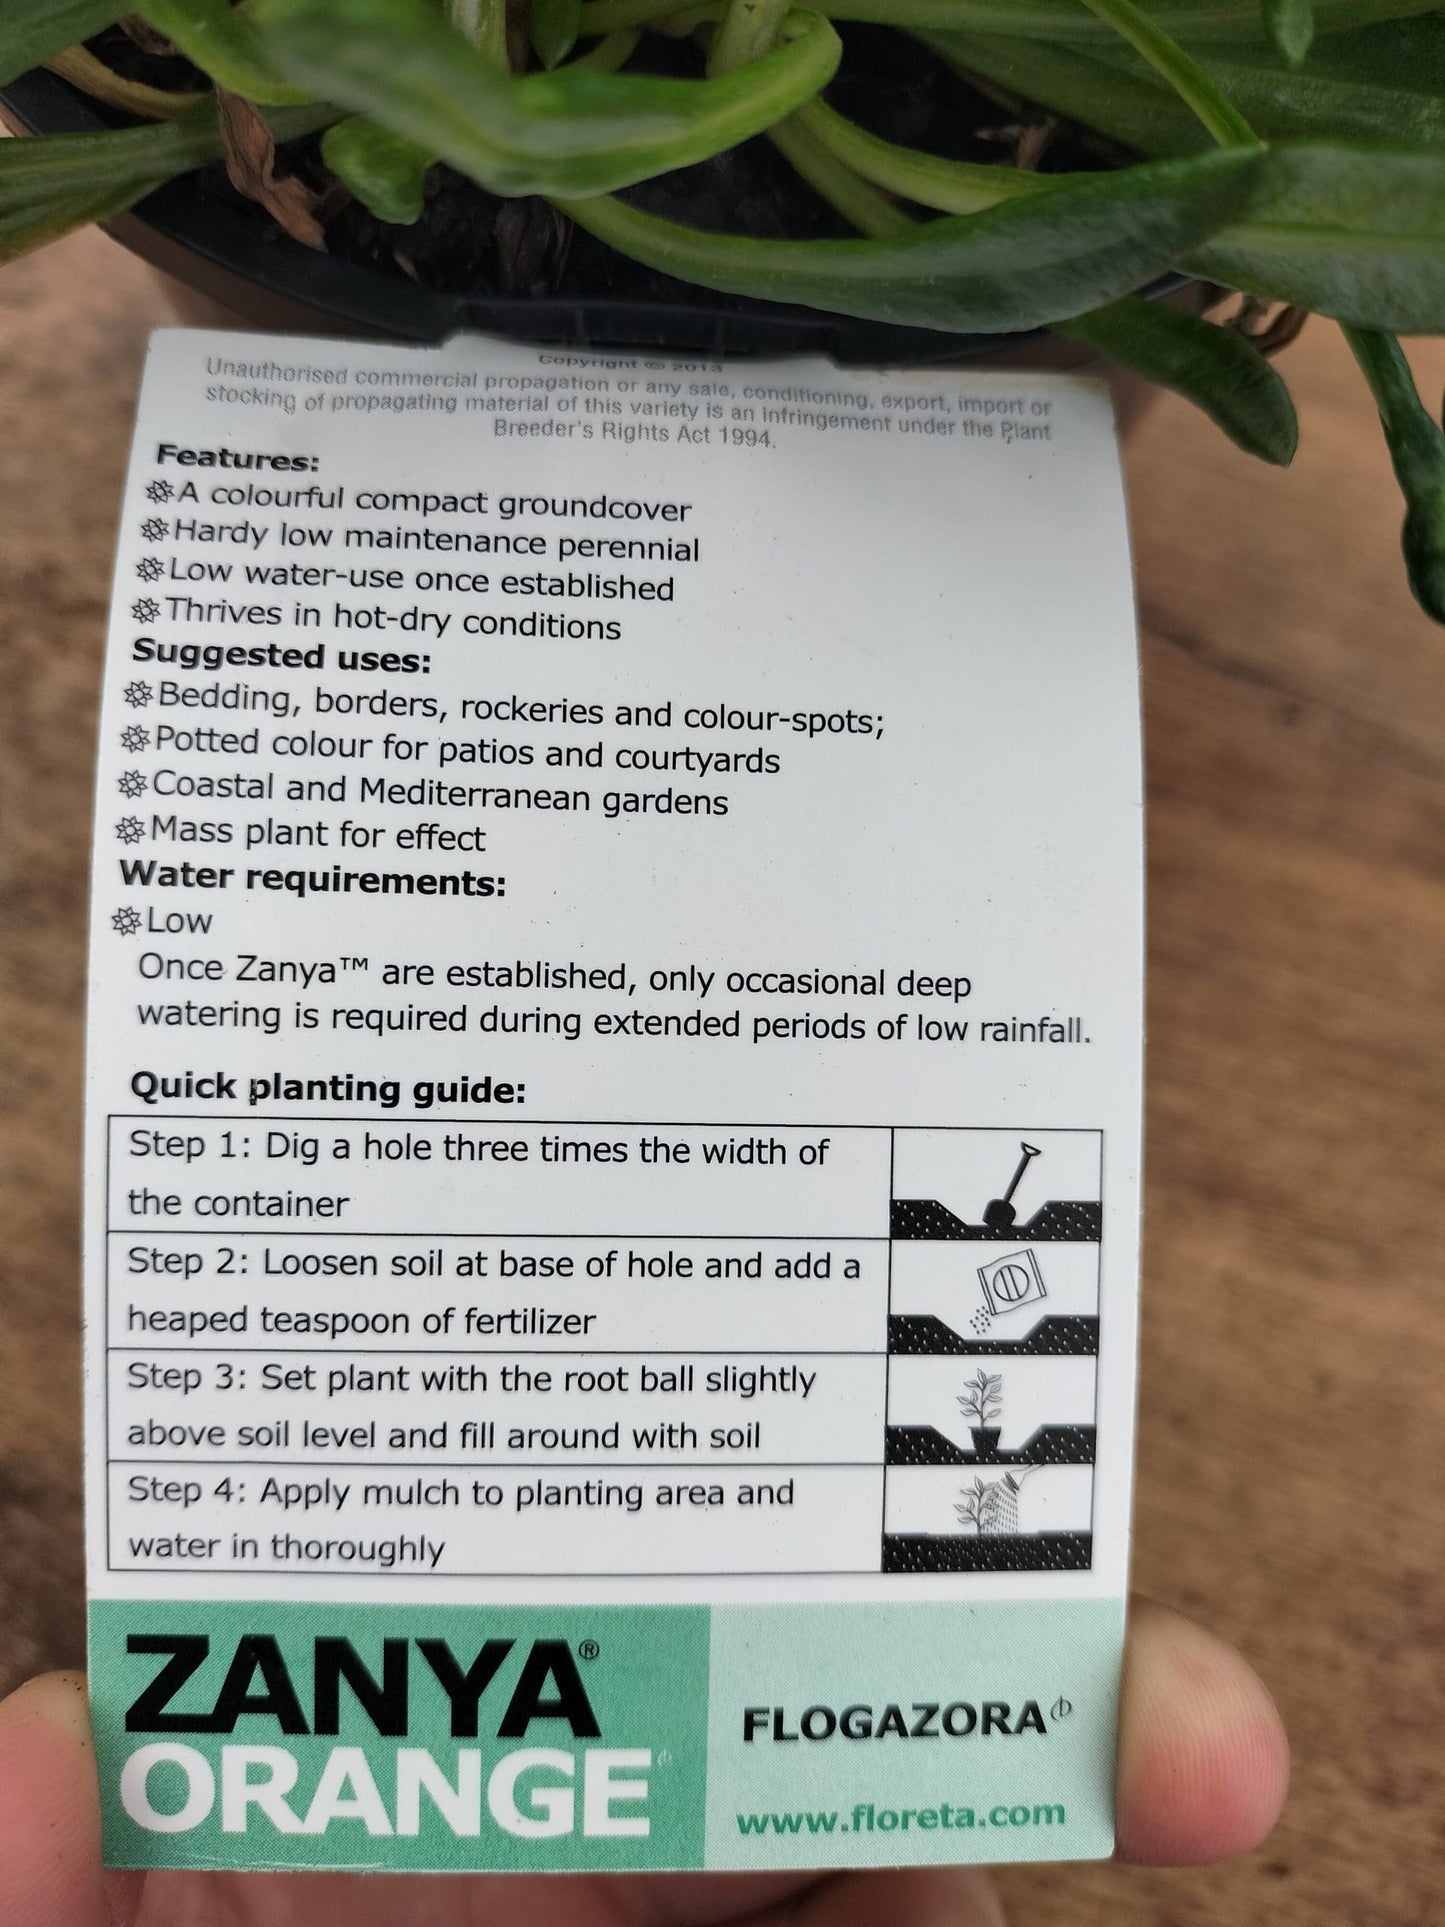 Copyright © 2013
Unauthorised commercial propagation or any sale, conditioning, export, import or
stocking of propagating material of this variety is an infringement under the Plant
Breeder's Rights Act 1994.
Features:
A colourful compact groundcover
Hardy low maintenance perennial
Low water-use once established
Thrives in hot-dry conditions
Suggested uses:
Bedding, borders, rockeries and colour-spots;
Potted colour for patios and courtyards
Coastal and Mediterranean gardens
Mass plant for effect
Water requirements:
Low
Once Zanya™ are established, only occasional deep
watering is required during extended periods of low rainfall.
Quick planting guide:
Step 1: Dig a hole three times the width of
the container
Step 2: Loosen soil at base of hole and add a
heaped teaspoon of fertilizer
Step 3: Set plant with the root ball slightly
above soil level and fill around with soil
Step 4: Apply mulch to planting area and
water in thoroughly
ZANYA®
ORANGE
FLOGAZORA
www.floreta.com